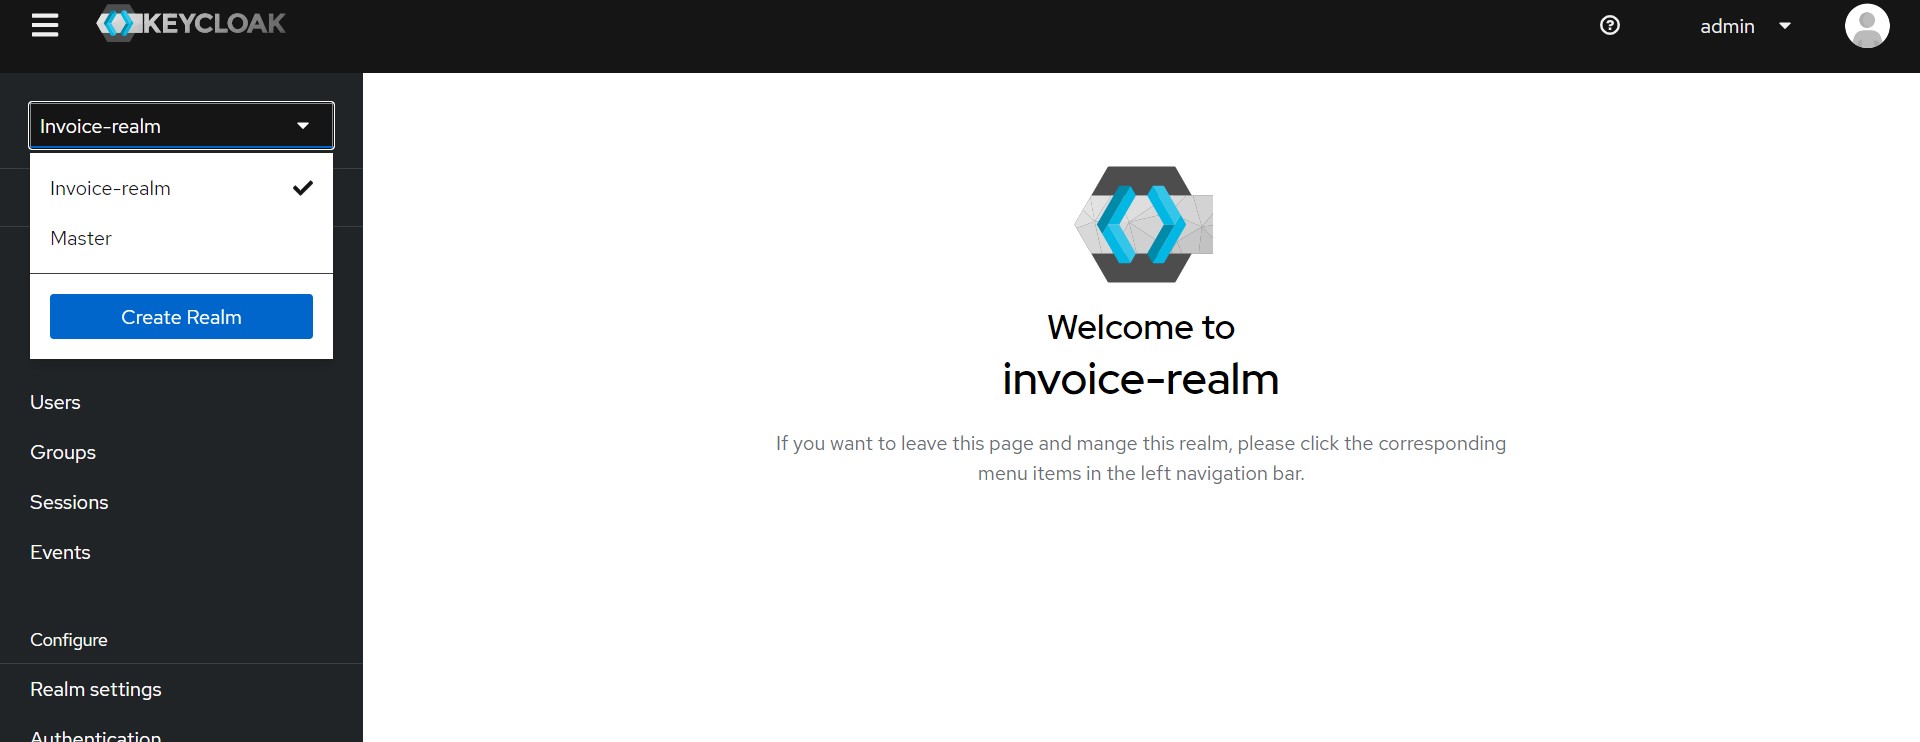 KEYCLOAK
admin
Invoice-realm
Invoice-realm
Master
Create Realm
Users
Groups
Sessions
Events
Configure
Realm settings
Authentication
Welcome to
invoice-realm
If you want to leave this page and mange this realm, please click the corresponding
menu items in the left navigation bar.